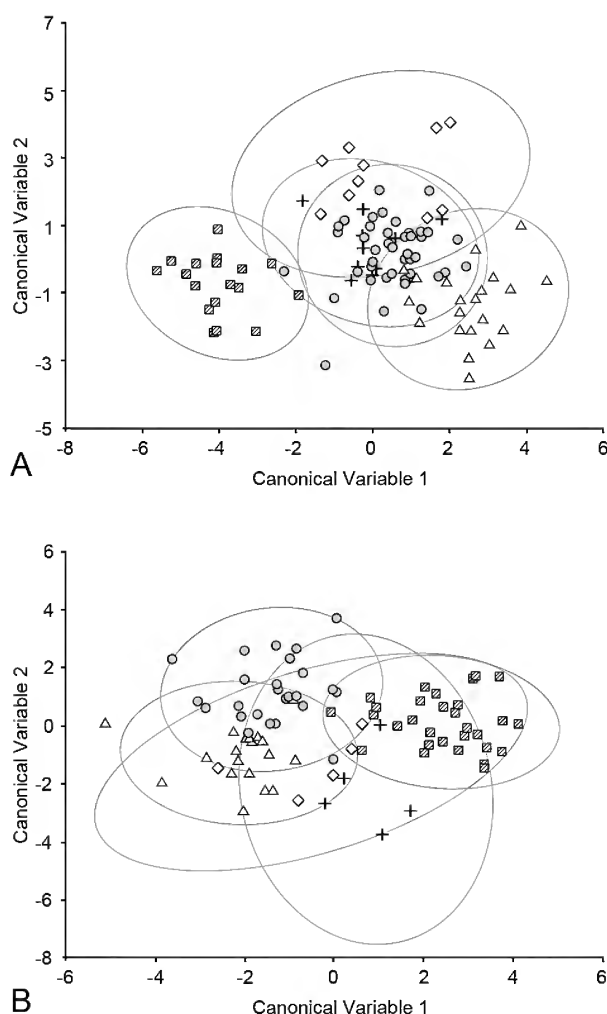 7
5
3
1
-1
-3
-5
Canonical Variable 2
-8 -6 -4 -2 0 2 4 6
Canonical Variable 1
A
6
4
2
0
-2
-4
-6
-8
Canonical Variable 2
-6 -4 -2 0 2 4 6
Canonical Variable 1
B